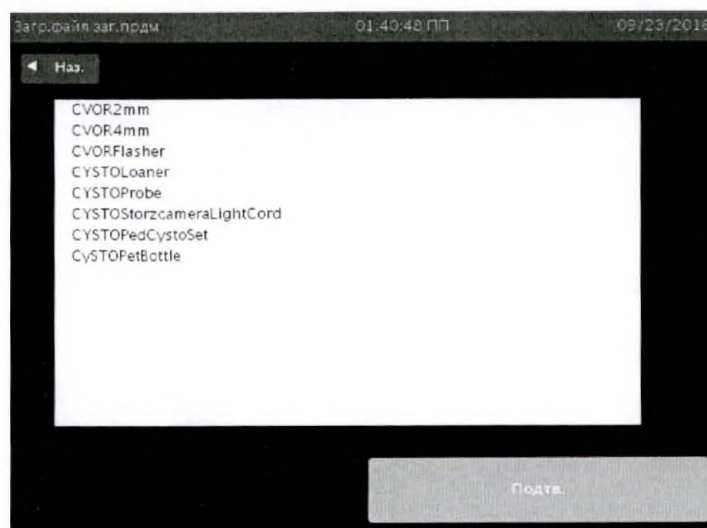 Загр.файл заг.прдм 01:40:48 ПП 09/23/2016
Наз.
CVOR2mm
CVOR4mm
CVORFlasher
CYSTOLoaner
CYSTOProbe
CYSTOStorzcameraLightCord
CYSTOPedCystoSet
CySTOPetBottle
Подтв.